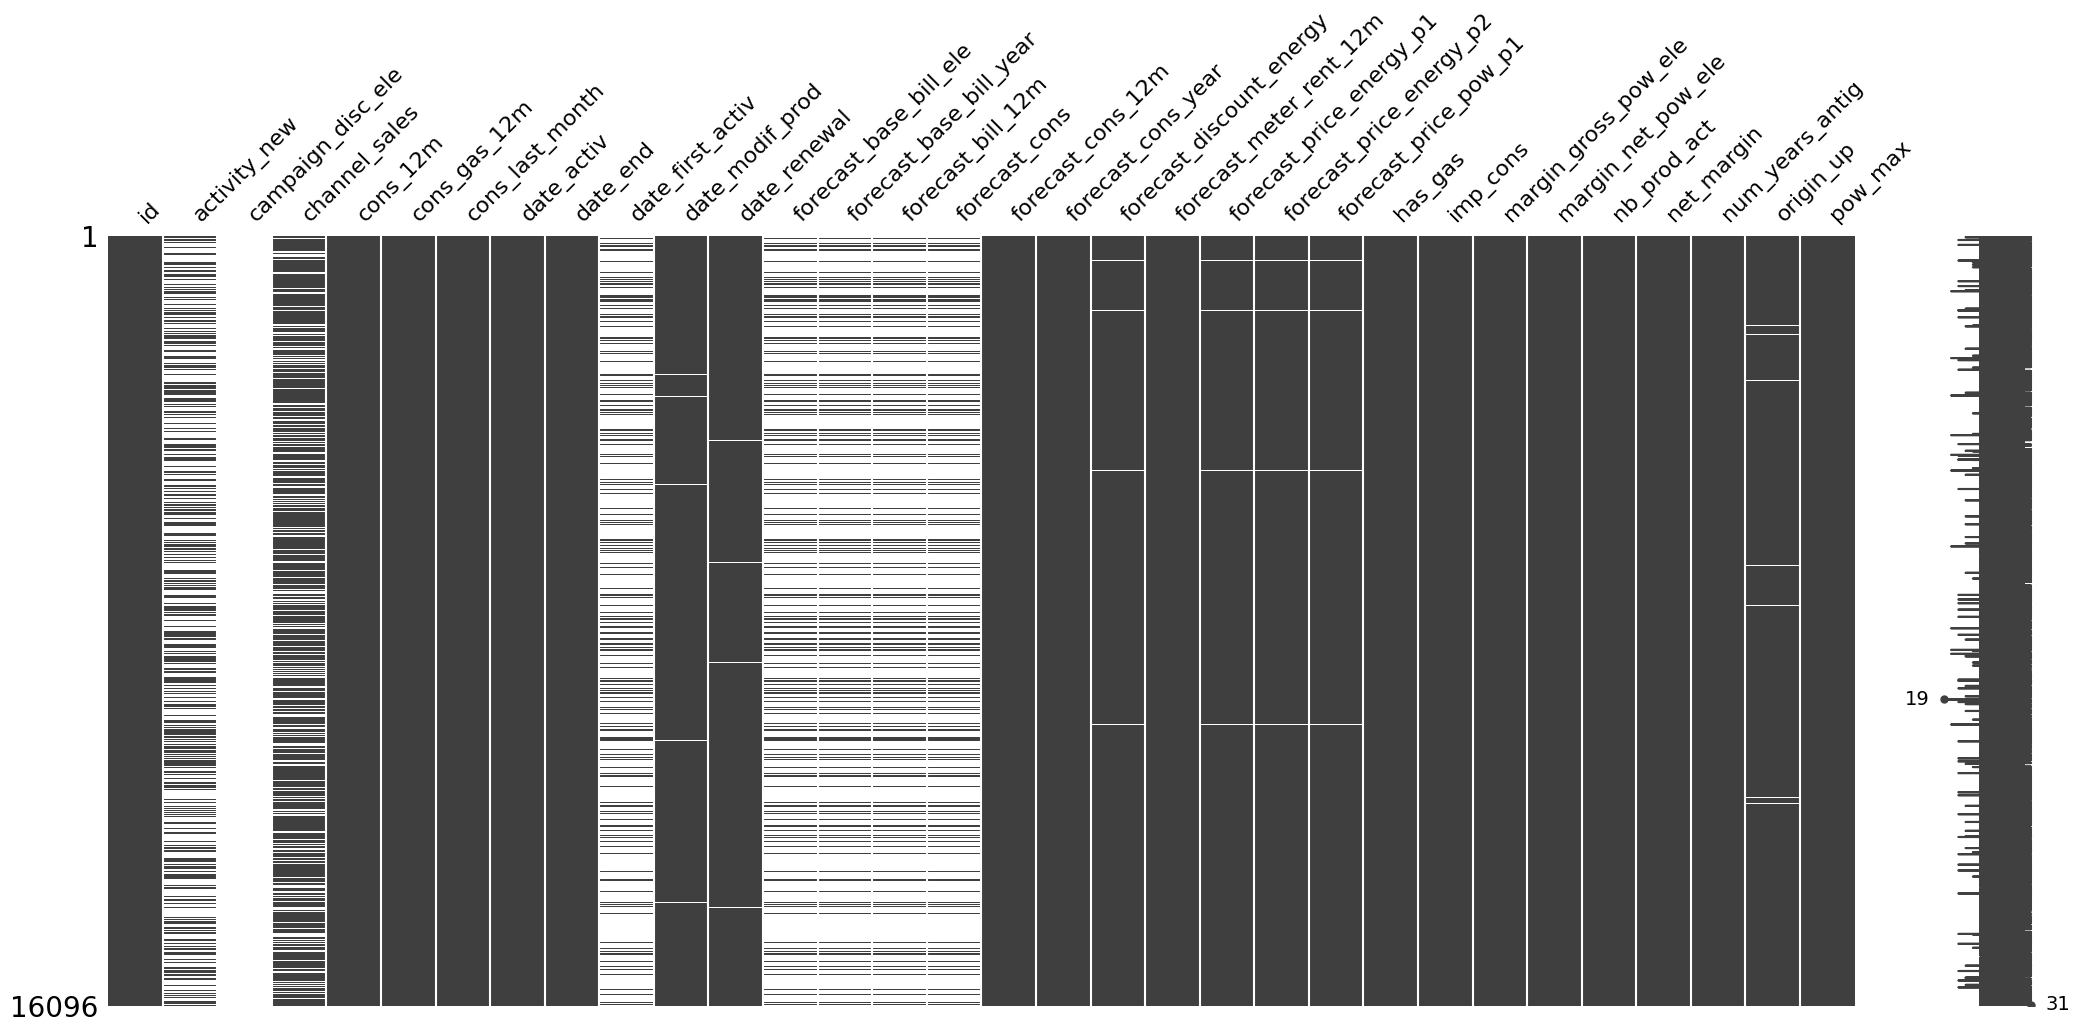 id
activity_new
campaign_disc_ele
channel_sales
cons_12m
cons_gas_12m
cons_last_month
date_activ
date_end
date_first_activ
date_modif_prod
date_renewal
forecast_base_bill_ele
forecast_base_bill_year
forecast_bill_12m
forecast_cons
forecast_cons_12m
forecast_cons_year
forecast_discount_energy
forecast_meter_rent_12m
forecast_price_energy_p1
forecast_price_energy_p2
forecast_price_pow_p1
has_gas
imp_cons
margin_gross_pow_ele
margin_net_pow_ele
nb_prod_act
net_margin
num_years_antig
origin_up
pow_max
1
19
16096
31